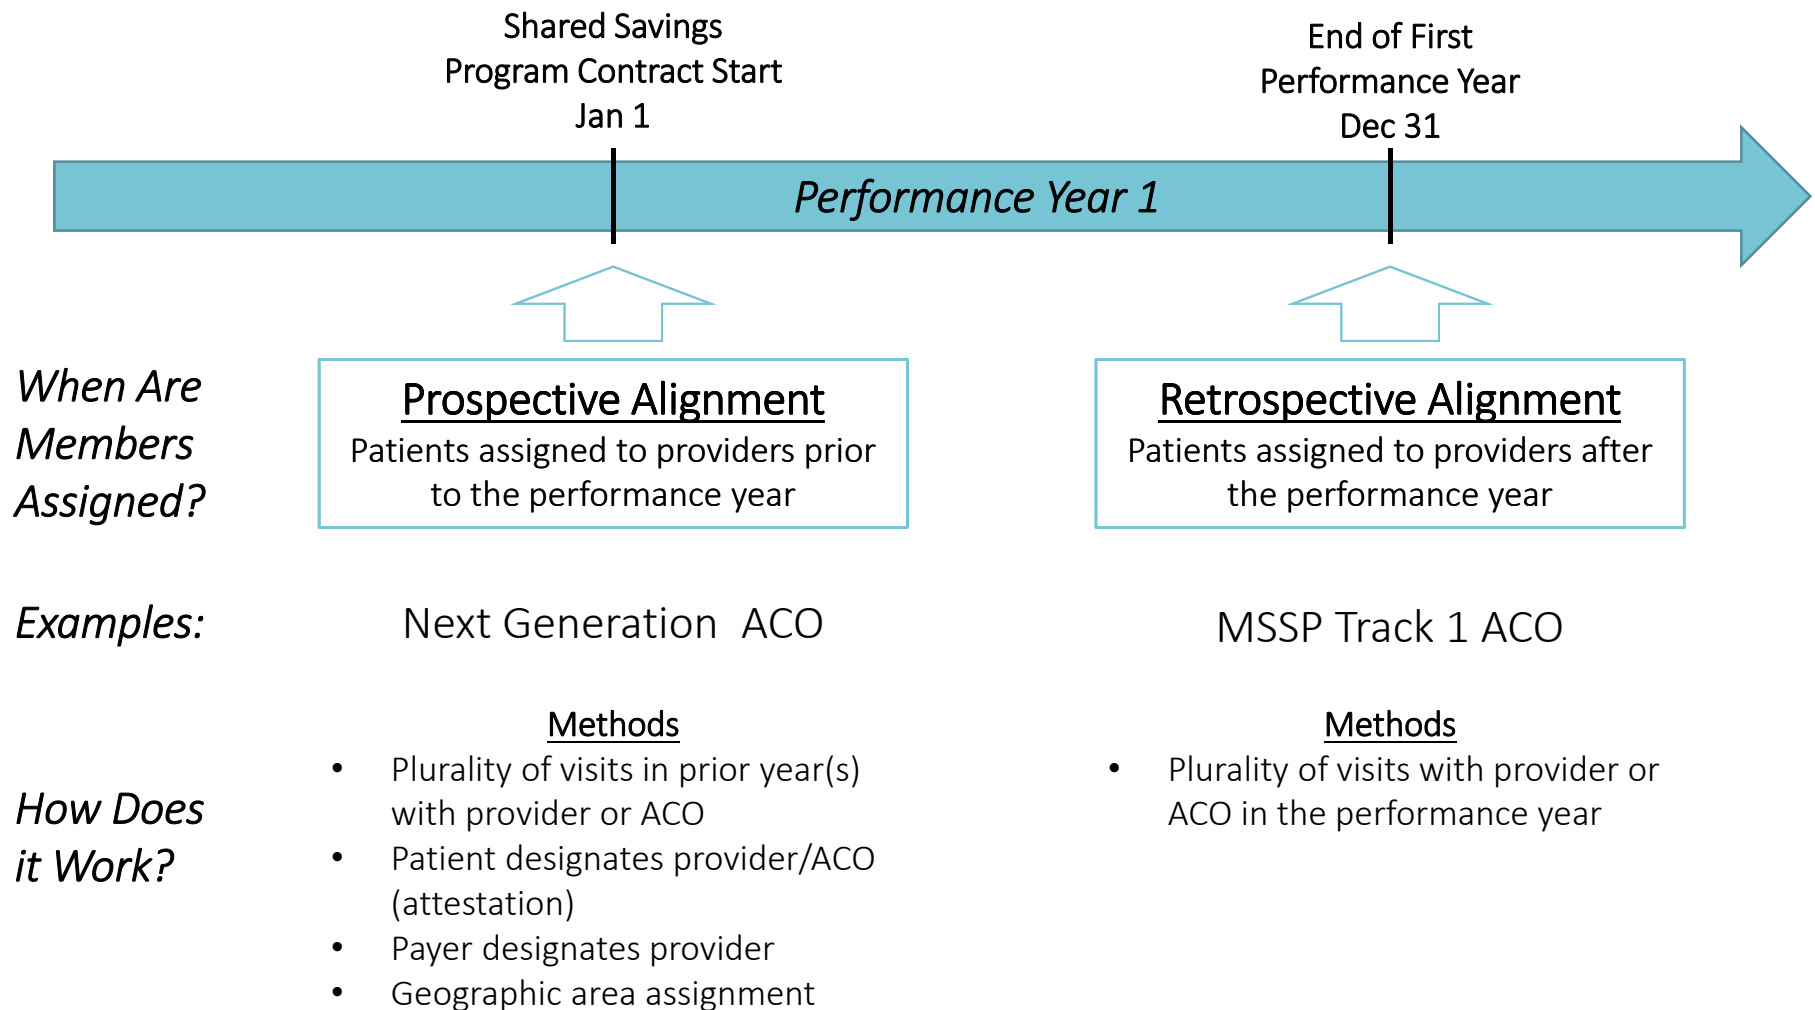 Shared Savings
Program Contract Start
Jan 1
End of First
Performance Year
Dec 31
Performance Year 1
When Are
Members
Assigned?
Prospective Alignment
Patients assigned to providers prior
to the performance year
Retrospective Alignment
Patients assigned to providers after
the performance year
Examples:
Next Generation  ACO
MSSP Track 1 ACO
How Does
it Work?
Methods
• Plurality of visits in prior year(s)
with provider or ACO
• Patient designates provider/ACO
(attestation)
• Payer designates provider
• Geographic area assignment
Methods
• Plurality of visits with provider or
ACO in the performance year